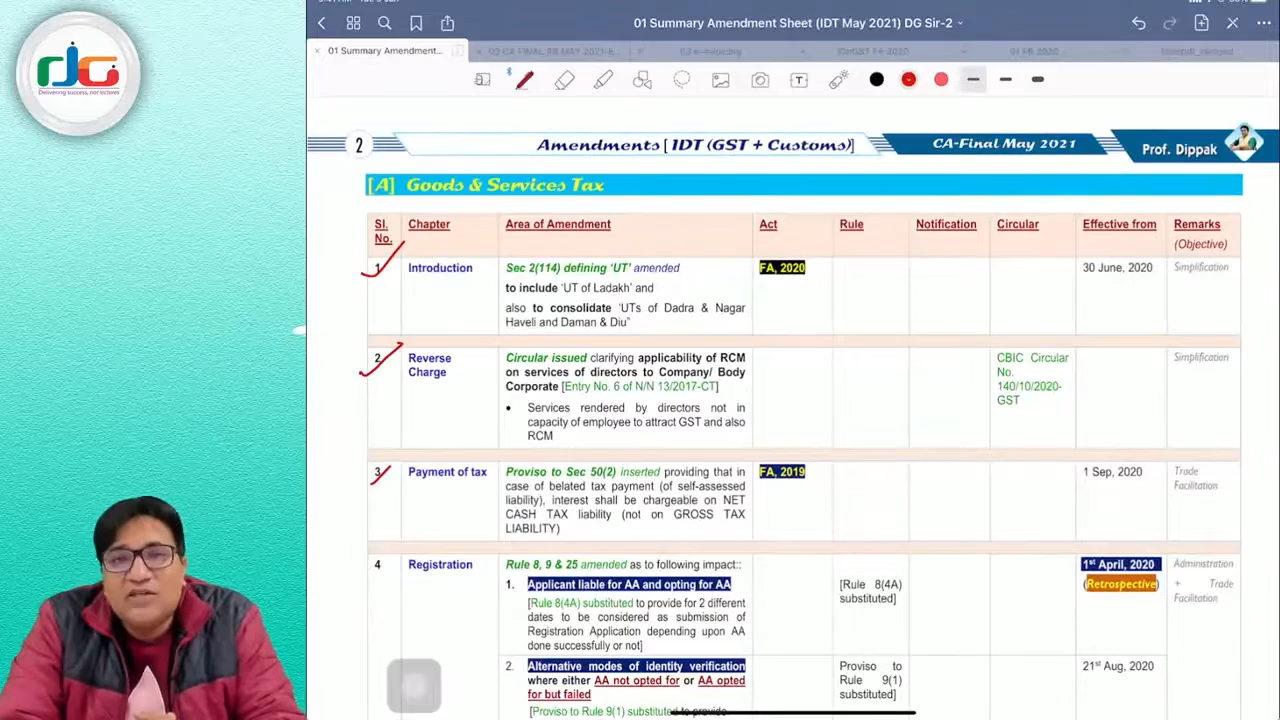 Delivering success, not lectures
01 Summary Amendment Sheet (IDT May 2021) DG Sir-2
01 Summary Amendment...
2
Amendments [ IDT (GST + Customs)]
CA-Final May 2021
Prof. Dippak
[A] Goods & Services Tax
Sl. No.
Chapter
Area of Amendment
Act
Rule
Notification
Circular
Effective from
Remarks
(Objective)
1
Introduction
Sec 2(114) defining 'UT' amended
to include 'UT of Ladakh' and
also to consolidate 'UTs of Dadra & Nagar
Haveli and Daman & Diu"
FA, 2020
30 June, 2020
Simplification
2
Reverse
Charge
Circular issued clarifying applicability of RCM
on services of directors to Company/ Body
Corporate [Entry No. 6 of N/N 13/2017-CT]
• Services rendered by directors not in
capacity of employee to attract GST and also
RCM
CBIC Circular
No.
140/10/2020-
GST
Simplification
3
Payment of tax
Proviso to Sec 50(2) inserted providing that in
case of belated tax payment (of self-assessed
liability), interest shall be chargeable on NET
CASH TAX liability (not on GROSS TAX
LIABILITY)
FA, 2019
1 Sep, 2020
Trade
Facilitation
4
Registration
Rule 8, 9 & 25 amended as to following impact::
1. Applicant liable for AA and opting for AA
[Rule 8(4A) substituted to provide for 2 different
dates to be considered as submission of
Registration Application depending upon AA
done successfully or not]
[Rule 8(4A)
substituted]
1st April, 2020
(Retrospective)
Administration
+ Trade
Facilitation
2. Alternative modes of identity verification
where either AA not opted for or AA opted
for but failed
[Proviso to Rule 9(1) substituted to provide
Proviso to
Rule 9(1)
substituted]
21st Aug, 2020